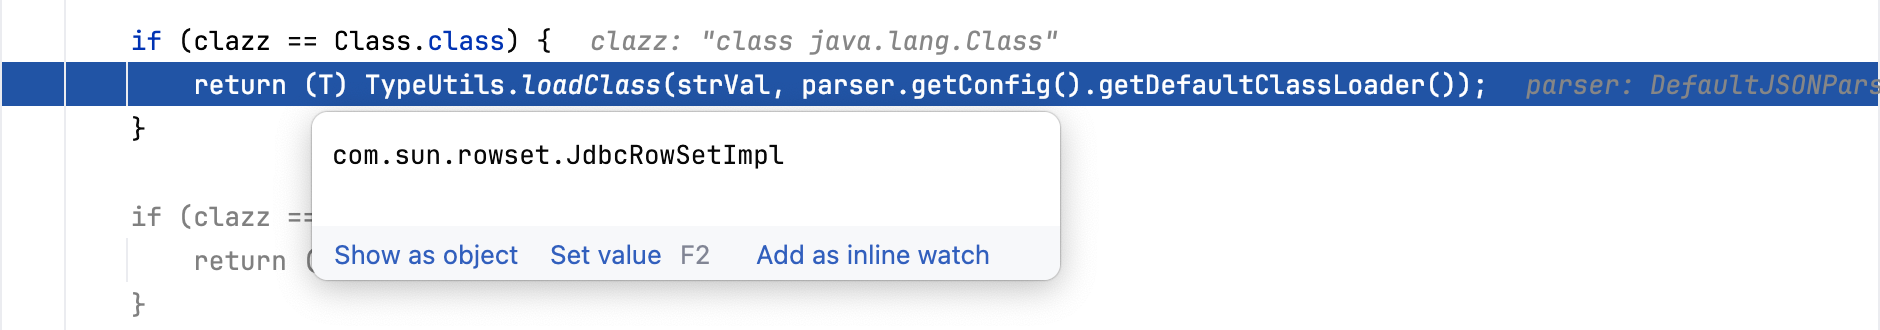 if (clazz == Class.class) {   clazz: "class java.lang.Class"
return (T) TypeUtils.loadClass(strVal, parser.getConfig().getDefaultClassLoader());   parser: DefaultJSONPars
}
com.sun.rowset.JdbcRowSetImpl
if (clazz ==
Show as object   Set value F2   Add as inline watch
return (
}